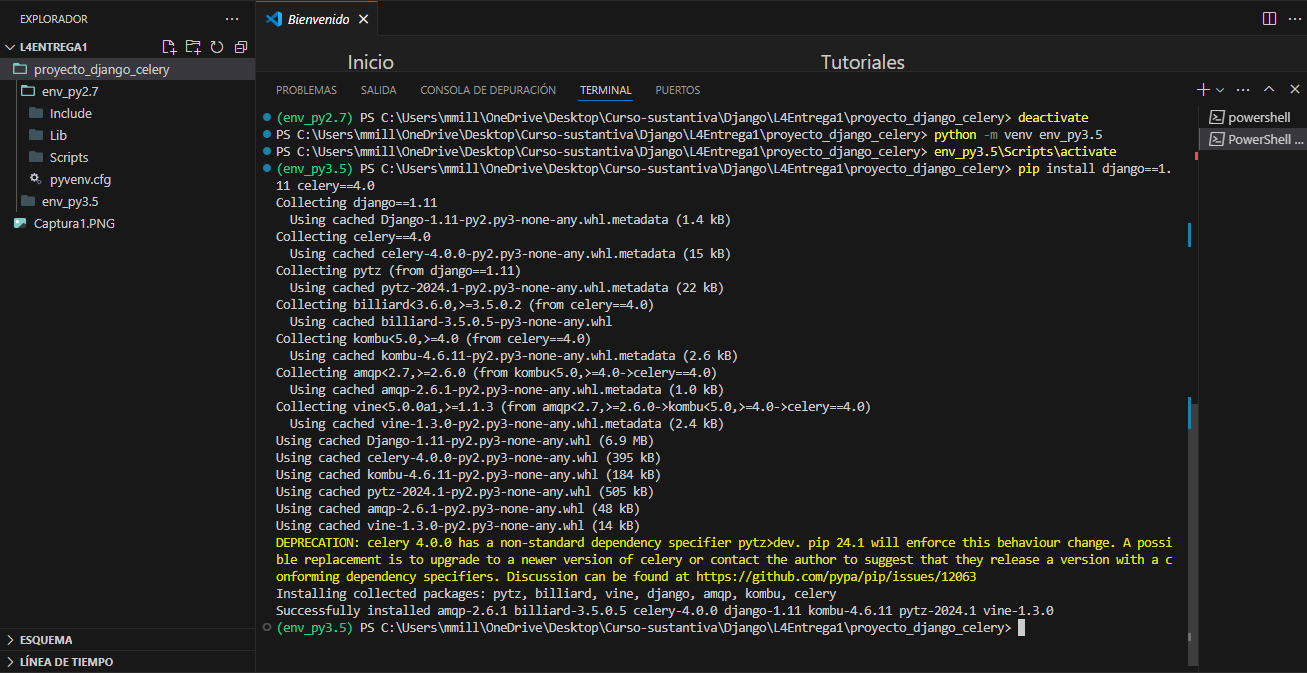 EXPLORADOR
L4ENTREGA1
proyecto_django_celery
env_py2.7
Include
Lib
Scripts
pyvenv.cfg
env_py3.5
Captura1.PNG
ESQUEMA
LÍNEA DE TIEMPO
Bienvenido
Inicio
Tutoriales
PROBLEMAS
SALIDA
CONSOLA DE DEPURACIÓN
TERMINAL
PUERTOS
(env_py2.7) PS C:\Users\mmill\OneDrive\Desktop\Curso-sustantiva\Django\L4Entrega1\proyecto_django_celery> deactivate
PS C:\Users\mmill\OneDrive\Desktop\Curso-sustantiva\Django\L4Entrega1\proyecto_django_celery> python -m venv env_py3.5
PS C:\Users\mmill\OneDrive\Desktop\Curso-sustantiva\Django\L4Entrega1\proyecto_django_celery> env_py3.5\Scripts\activate
(env_py3.5) PS C:\Users\mmill\OneDrive\Desktop\Curso-sustantiva\Django\L4Entrega1\proyecto_django_celery> pip install django==1.
11 celery==4.0
Collecting django==1.11
Using cached Django-1.11-py2.py3-none-any.whl.metadata (1.4 kB)
Collecting celery==4.0
Using cached celery-4.0.0-py2.py3-none-any.whl.metadata (15 kB)
Collecting pytz (from django==1.11)
Using cached pytz-2024.1-py2.py3-none-any.whl.metadata (22 kB)
Collecting billiard<3.6.0,>=3.5.0.2 (from celery==4.0)
Using cached billiard-3.5.0.5-py3-none-any.whl
Collecting kombu<5.0,>=4.0 (from celery==4.0)
Using cached kombu-4.6.11-py2.py3-none-any.whl.metadata (2.6 kB)
Collecting amqp<2.7,>=2.6.0 (from kombu<5.0,>=4.0->celery==4.0)
Using cached amqp-2.6.1-py2.py3-none-any.whl.metadata (1.0 kB)
Collecting vine<5.0.0a1,>=1.1.3 (from amqp<2.7,>=2.6.0->kombu<5.0,>=4.0->celery==4.0)
Using cached vine-1.3.0-py2.py3-none-any.whl.metadata (2.4 kB)
Using cached Django-1.11-py2.py3-none-any.whl (6.9 MB)
Using cached celery-4.0.0-py2.py3-none-any.whl (395 kB)
Using cached kombu-4.6.11-py2.py3-none-any.whl (184 kB)
Using cached pytz-2024.1-py2.py3-none-any.whl (505 kB)
Using cached amqp-2.6.1-py2.py3-none-any.whl (48 kB)
Using cached vine-1.3.0-py2.py3-none-any.whl (14 kB)
DEPRECATION: celery 4.0.0 has a non-standard dependency specifier pytz>dev. pip 24.1 will enforce this behaviour change. A possi
ble replacement is to upgrade to a newer version of celery or contact the author to suggest that they release a version with a c
onforming dependency specifiers. Discussion can be found at https://github.com/pypa/pip/issues/12063
Installing collected packages: pytz, billiard, vine, django, amqp, kombu, celery
Successfully installed amqp-2.6.1 billiard-3.5.0.5 celery-4.0.0 django-1.11 kombu-4.6.11 pytz-2024.1 vine-1.3.0
(env_py3.5) PS C:\Users\mmill\OneDrive\Desktop\Curso-sustantiva\Django\L4Entrega1\proyecto_django_celery>
powershell
PowerShell ...